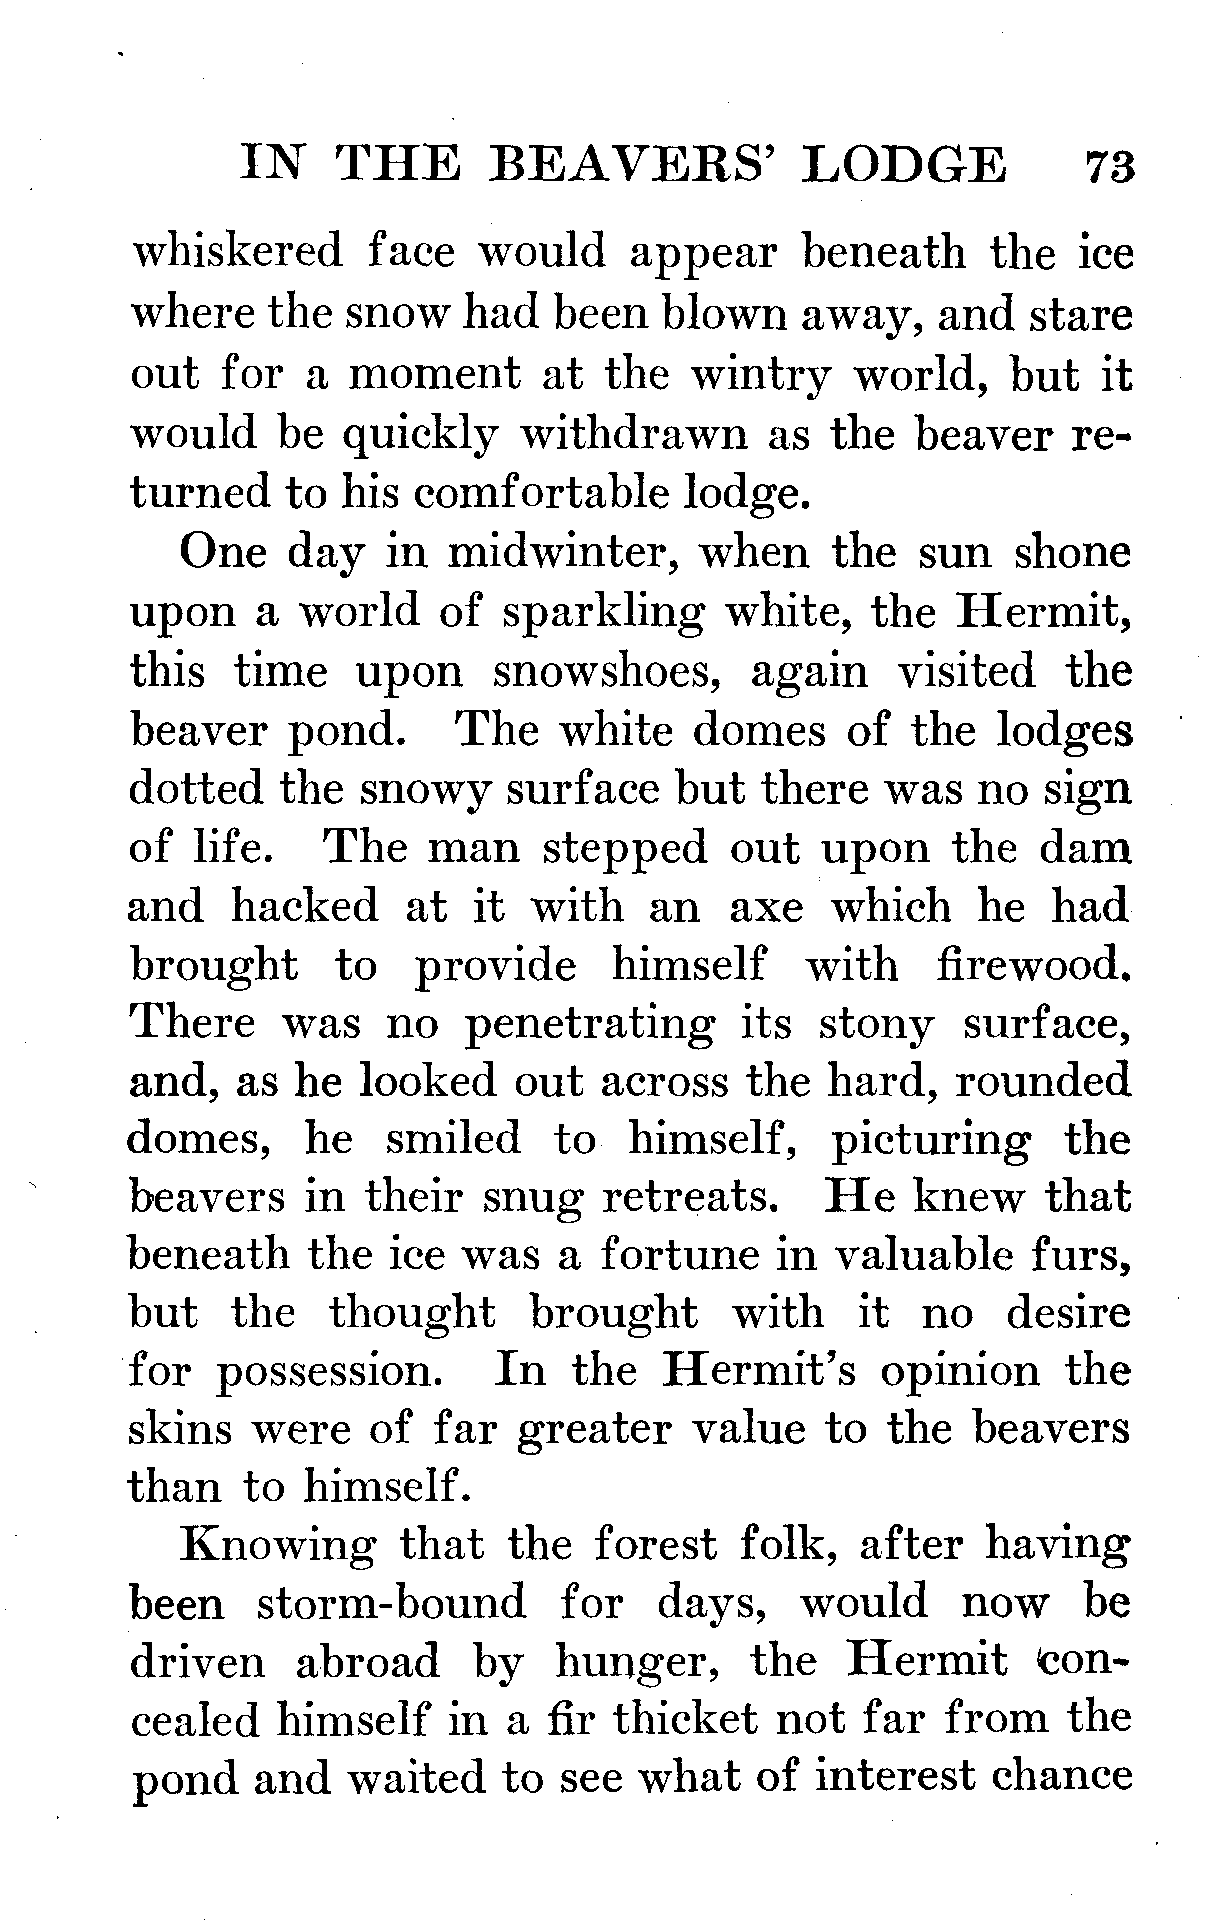 IN THE BEAVERS' LODGE 73
whiskered face would appear beneath the ice
where the snow had been blown away, and stare
out for a moment at the wintry world, but it
would be quickly withdrawn as the beaver re-
turned to his comfortable lodge.
One day in midwinter, when the sun shone
upon a world of sparkling white, the Hermit,
this time upon snowshoes, again visited the
beaver pond. The white domes of the lodges
dotted the snowy surface but there was no sign
of life. The man stepped out upon the dam
and hacked at it with an axe which he had
brought to provide himself with firewood.
There was no penetrating its stony surface,
and, as he looked out across the hard, rounded
domes, he smiled to himself, picturing the
beavers in their snug retreats. He knew that
beneath the ice was a fortune in valuable furs,
but the thought brought with it no desire
for possession. In the Hermit's opinion the
skins were of far greater value to the beavers
than to himself.
Knowing that the forest folk, after having
been storm-bound for days, would now be
driven abroad by hunger, the Hermit con-
cealed himself in a fir thicket not far from the
pond and waited to see what of interest chance